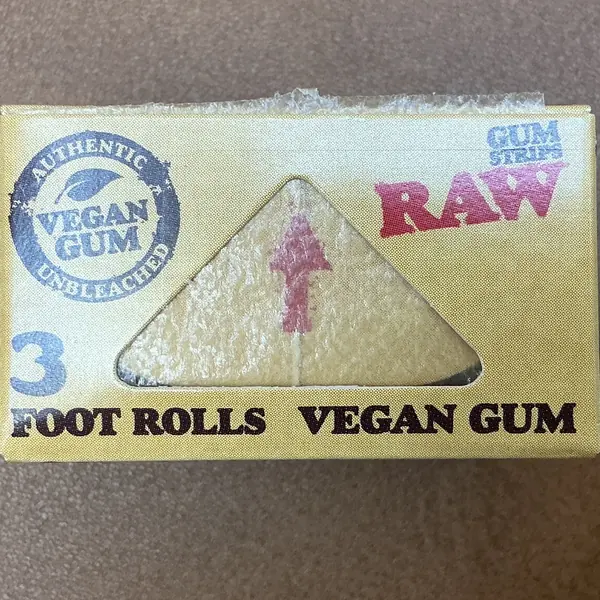 AUTHENTIC
VEGAN
GUM
UNBLEACHED
GUM
STRIPS
RAW
3
FOOT ROLLS VEGAN GUM